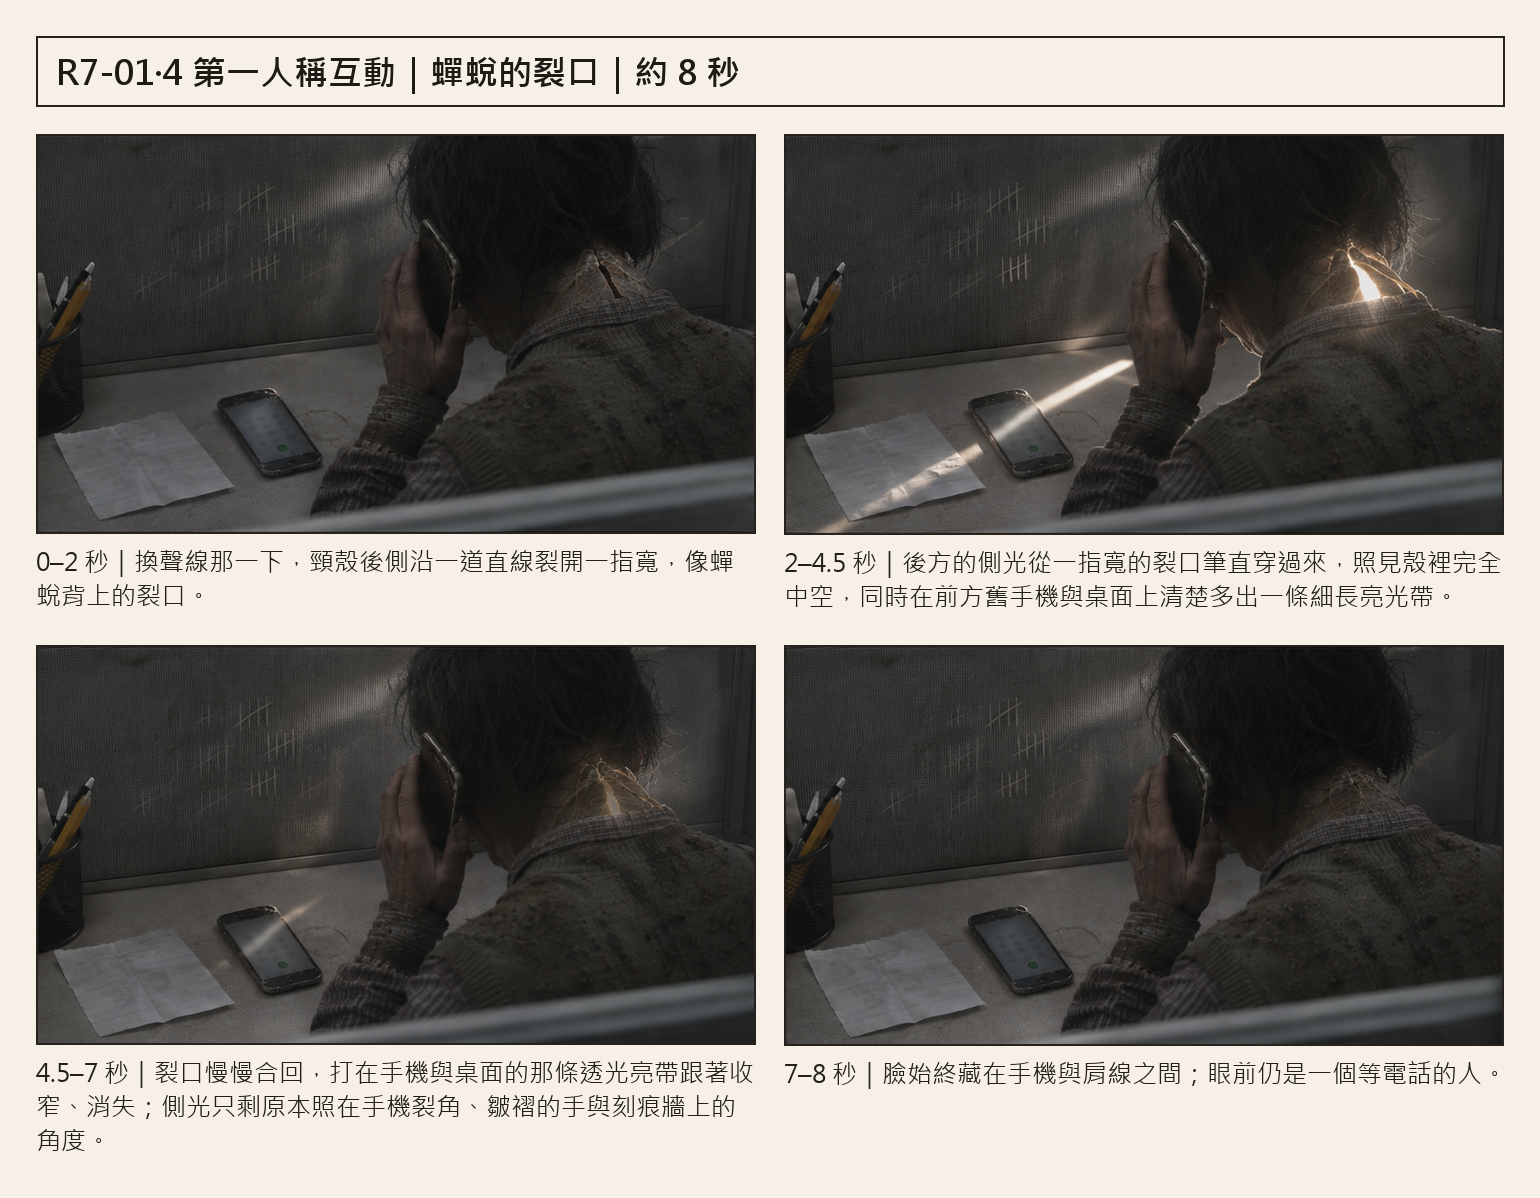 R7-01·4 第一人稱互動｜蟬蛻的裂口｜約 8 秒
0–2 秒｜換聲線那一下，頸殼後側沿一道直線裂開一指寬，像蟬
蛻背上的裂口。
2–4.5 秒｜後方的側光從一指寬的裂口筆直穿過來，照見殼裡完全
中空，同時在前方舊手機與桌面上清楚多出一條細長亮光帶。
4.5–7 秒｜裂口慢慢合回，打在手機與桌面的那條透光亮帶跟著收
窄、消失；側光只剩原本照在手機裂角、皺褶的手與刻痕牆上的
角度。
7–8 秒｜臉始終藏在手機與肩線之間；眼前仍是一個等電話的人。